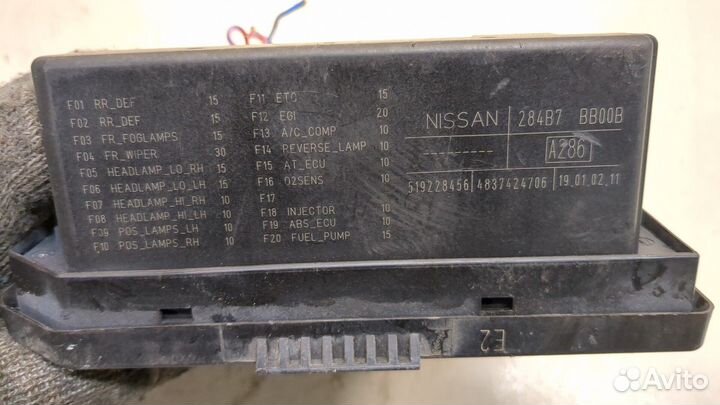 F01 RR_DEF 15
F02 RR_DEF 15
F03 FR_FOGLAMPS 15
F04 FR_WIPER 30
F05 HEADLAMP_LO_RH 15
F06 HEADLAMP_LO_LH 15
F07 HEADLAMP_HI_RH 10
F08 HEADLAMP_HI_LH 10
F09 POS_LAMPS_LH 10
F10 POS_LAMPS_RH 10
F11 ETC 15
F12 EGI 20
F13 A/C_COMP 10
F14 REVERSE_LAMP 10
F15 AT_ECU 10
F16 O2SENS 10
F17
F18 INJECTOR 10
F19 ABS_ECU 10
F20 FUEL_PUMP 15
NISSAN 284B7 BB00B
--------- A286
519228456 4837424706 19.01.02.11
E2
Avito